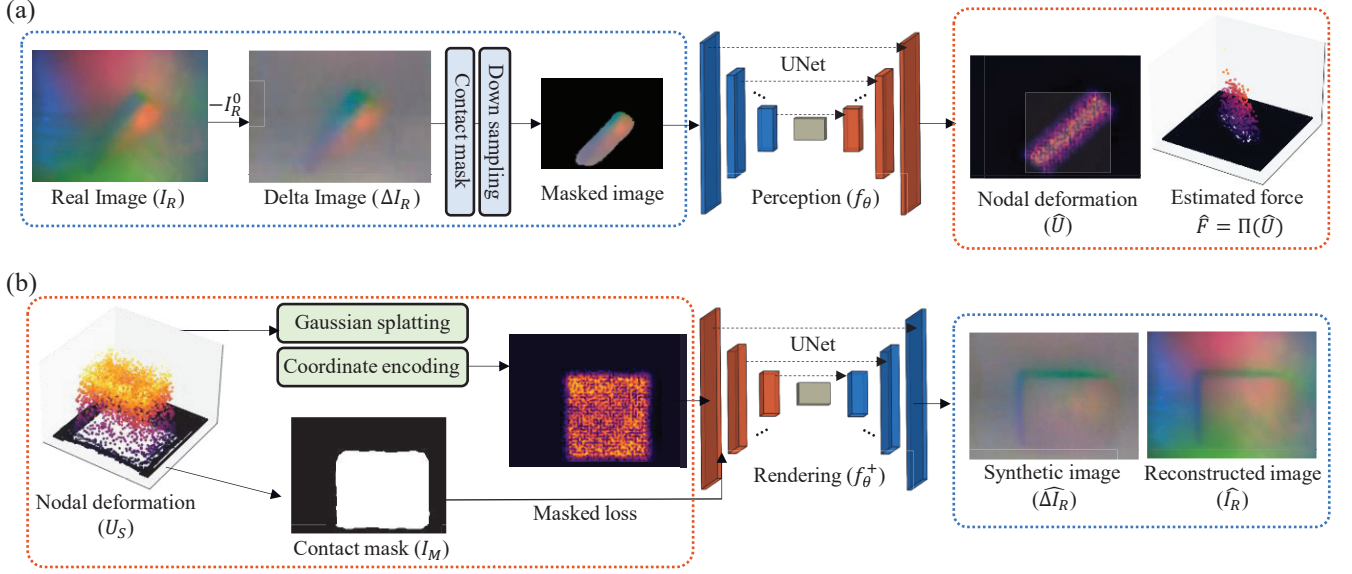 (a)
Real Image (I_R)
−I_R^0
Delta Image (ΔI_R)
Contact mask
Down sampling
Masked image
UNet
Perception (f_θ)
Nodal deformation
(Û)
Estimated force
F̂ = Π(Û)
(b)
Nodal deformation
(U_S)
Gaussian splatting
Coordinate encoding
Contact mask (I_M)
Masked loss
UNet
Rendering (f_θ^+)
Synthetic image
(\widehat{ΔI_R})
Reconstructed image
(Î_R)